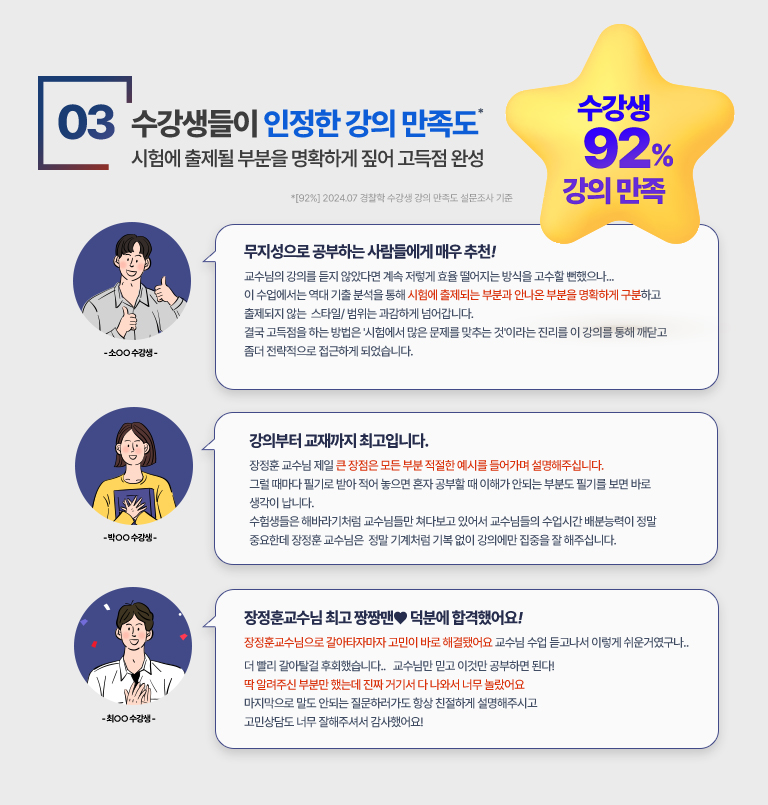 03
수강생들이 인정한 강의 만족도*
시험에 출제될 부분을 명확하게 짚어 고득점 완성
수강생
92%
강의 만족
*[92%] 2024.07 경찰학 수강생 강의 만족도 설문조사 기준
무지성으로 공부하는 사람들에게 매우 추천!
교수님의 강의를 듣지 않았다면 계속 저렇게 효율 떨어지는 방식을 고수할 뻔했으나...
이 수업에서는 역대 기출 분석을 통해 시험에 출제되는 부분과 안나온 부분을 명확하게 구분하고
출제되지 않는 스타일/ 범위는 과감하게 넘어갑니다.
결국 고득점을 하는 방법은 '시험에서 많은 문제를 맞추는 것'이라는 진리를 이 강의를 통해 깨닫고
좀더 전략적으로 접근하게 되었습니다.
- 소OO 수강생 -
강의부터 교재까지 최고입니다.
장정훈 교수님 제일 큰 장점은 모든 부분 적절한 예시를 들어가며 설명해주십니다.
그럴 때마다 필기로 받아 적어 놓으면 혼자 공부할 때 이해가 안되는 부분도 필기를 보면 바로
생각이 납니다.
수험생들은 해바라기처럼 교수님들만 쳐다보고 있어서 교수님들의 수업시간 배분능력이 정말
중요한데 장정훈 교수님은 정말 기계처럼 기복 없이 강의에만 집중을 잘 해주십니다.
- 박OO 수강생 -
장정훈교수님 최고 짱짱맨♥ 덕분에 합격했어요!
장정훈교수님으로 갈아타자마자 고민이 바로 해결됐어요 교수님 수업 듣고나서 이렇게 쉬운거였구나..
더 빨리 갈아탈걸 후회했습니다.. 교수님만 믿고 이것만 공부하면 된다!
딱 알려주신 부분만 했는데 진짜 거기서 다 나와서 너무 놀랐어요
마지막으로 말도 안되는 질문하러가도 항상 친절하게 설명해주시고
고민상담도 너무 잘해주셔서 감사했어요!
- 최OO 수강생 -